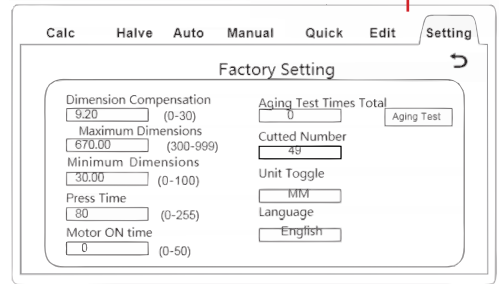 Calc Halve Auto Manual Quick Edit Setting
Factory Setting
Dimension Compensation
9.20 (0-30)
Maximum Dimensions
670.00 (300-999)
Minimum Dimensions
30.00 (0-100)
Press Time
80 (0-255)
Motor ON time
0 (0-50)
Aging Test Times Total
0 Aging Test
Cutted Number
49
Unit Toggle
MM
Language
English